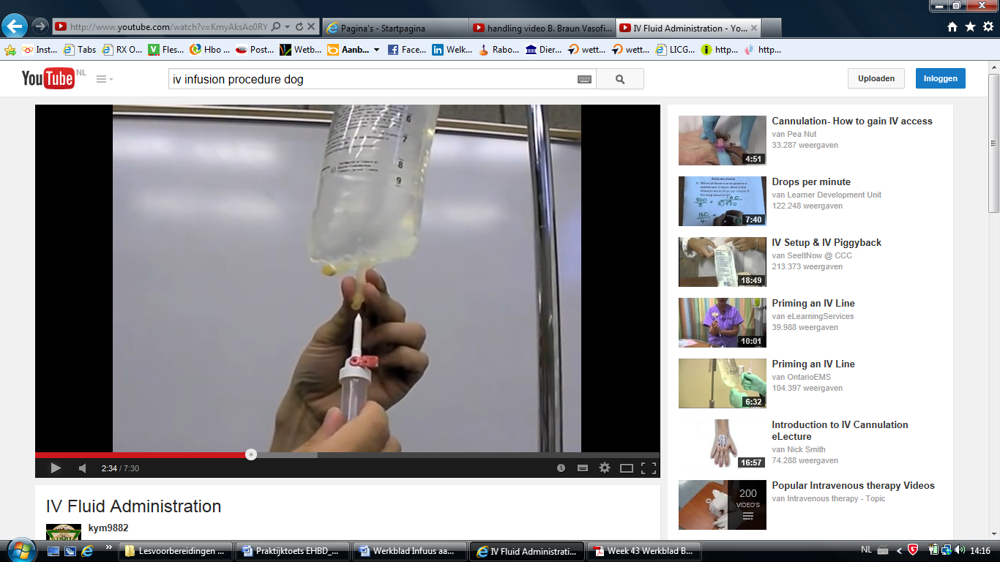 http://www.youtube.com/watch?v=KmyAksAo0RY
Pagina's - Startpagina
handling video B. Braun Vasofi...
IV Fluid Administration - Yo...
Inst...
Tabs
RX O...
Fles...
Hbo ...
Post...
Wetb...
Aanb...
Face...
Welk...
Rabo...
Dier...
wett...
wett...
LICG...
http...
http...
YouTube NL
iv infusion procedure dog
Uploaden
Inloggen
6
7
8
9
2:34 / 7:30
IV Fluid Administration
kym9882
Cannulation- How to gain IV access
van Pea Nut
33.287 weergaven
4:51
Drops per minute
van Learner Development Unit
122.248 weergaven
7:40
IV Setup & IV Piggyback
van SeeItNow @ CCC
213.373 weergaven
18:49
Priming an IV Line
van eLearningServices
39.988 weergaven
10:01
Priming an IV Line
van OntarioEMS
104.397 weergaven
6:32
Introduction to IV Cannulation
eLecture
van Nick Smith
74.288 weergaven
16:57
Popular Intravenous therapy Videos
van Intravenous therapy - Topic
200
VIDEO'S
Lesvoorbereidingen ...
Praktijktoets EHBD_...
Werkblad Infuus aa...
IV Fluid Administrati...
Week 43 Werkblad B...
NL
14:16